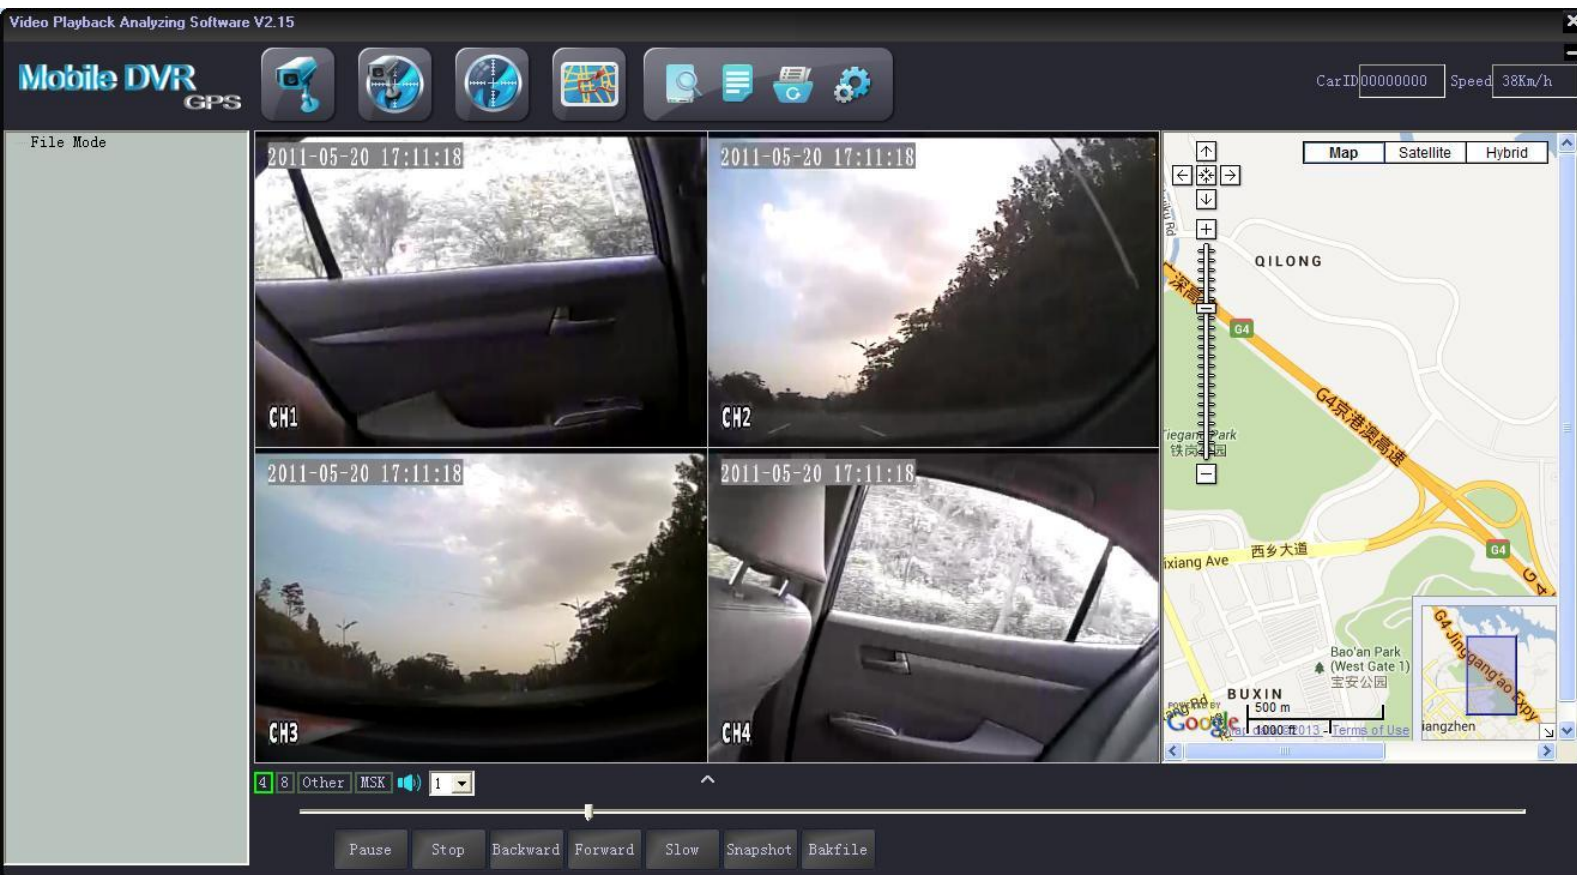 Video Playback Analyzing Software V2.15
Mobile DVR
GPS
CarID 00000000 Speed 38Km/h
File Mode
2011-05-20 17:11:18
CH1
2011-05-20 17:11:18
CH2
2011-05-20 17:11:18
CH3
2011-05-20 17:11:18
CH4
Map Satellite Hybrid
QILONG
G4
G4京港澳高速
Park
铁岗
西乡大道
ixiang Ave
G4
G4
Bao'an Park
(West Gate 1)
宝安公园
BUXIN
POWERED BY
Google
500 m
1000 ft
2013 - Terms of Use
G4 Jinggang'ao Expy
iangzhen
4 8 Other MSK 1
Pause Stop Backward Forward Slow Snapshot Bakfile